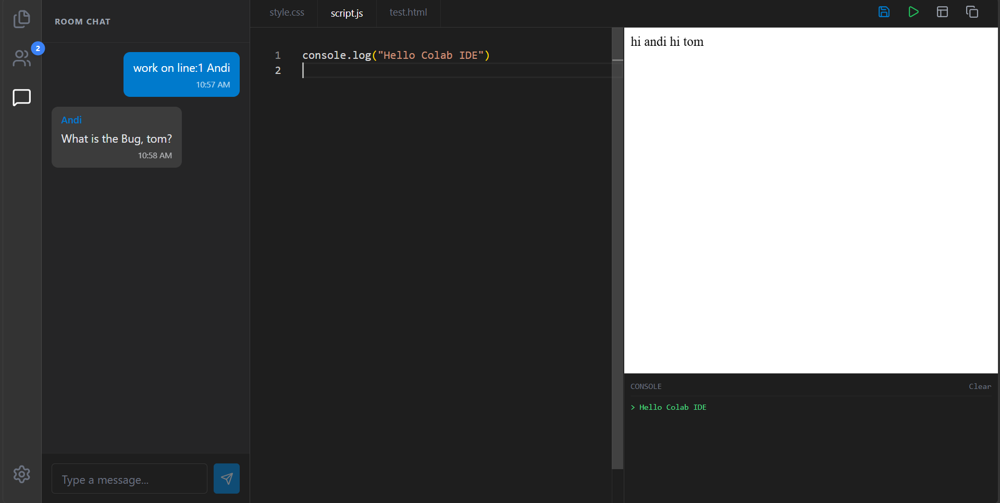 2
ROOM CHAT
work on line:1 Andi
10:57 AM
Andi
What is the Bug, tom?
10:58 AM
Type a message...
style.css
script.js
test.html
1 console.log("Hello Colab IDE")
2
hi andi hi tom
CONSOLE
Clear
> Hello Colab IDE